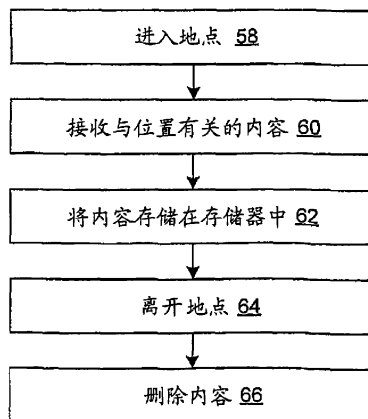 进入地点 58
接收与位置有关的内容 60
将内容存储在存储器中 62
离开地点 64
删除内容 66